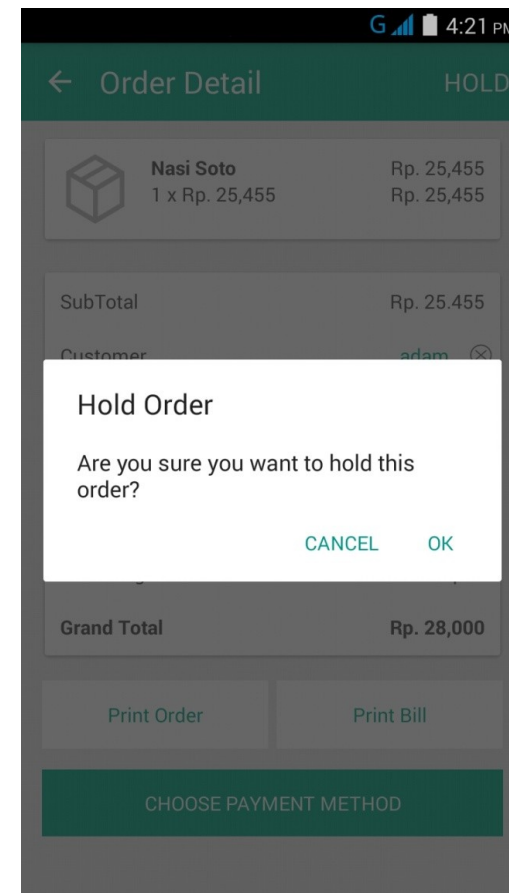 G 4:21 PM
Order Detail HOLD
Nasi Soto Rp. 25,455
1 x Rp. 25,455 Rp. 25,455
SubTotal Rp. 25.455
Customer adam
Hold Order
Are you sure you want to hold this
order?
CANCEL OK
Grand Total Rp. 28,000
Print Order Print Bill
CHOOSE PAYMENT METHOD